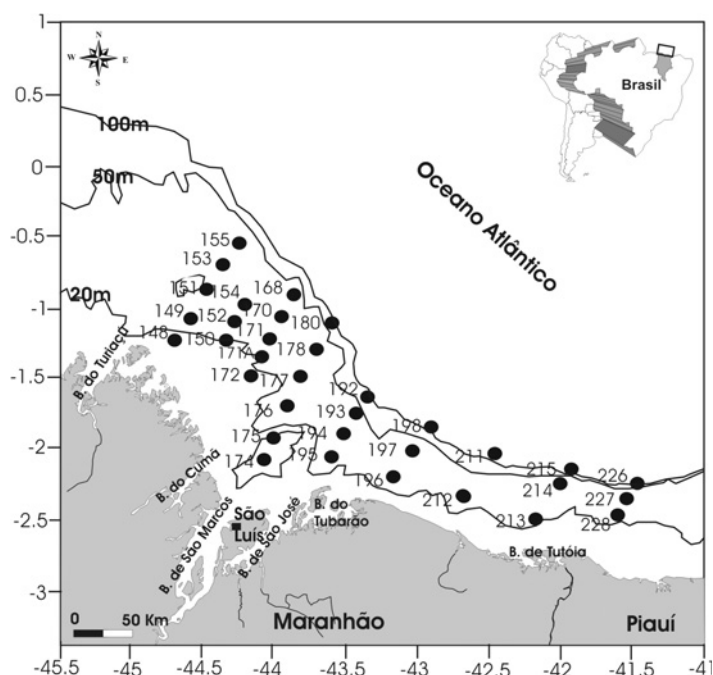 1
0.5
0
-0.5
-1
-1.5
-2
-2.5
-3
N
W
E
S
Brasil
100m
50m
20m
Oceano Atlântico
155
153
151
154
168
149
152
170
180
148
150
171
171A
178
172
177
192
176
193
198
175
194
197
211
174
195
196
215
226
214
227
212
213
228
B. do Turiaçú
B. do Cumã
B. de São Marcos
São
Luís
B. de São José
B. do
Tubarão
B. de Tutóia
0
50 Km
Maranhão
Piauí
-45.5
-45
-44.5
-44
-43.5
-43
-42.5
-42
-41.5
-41